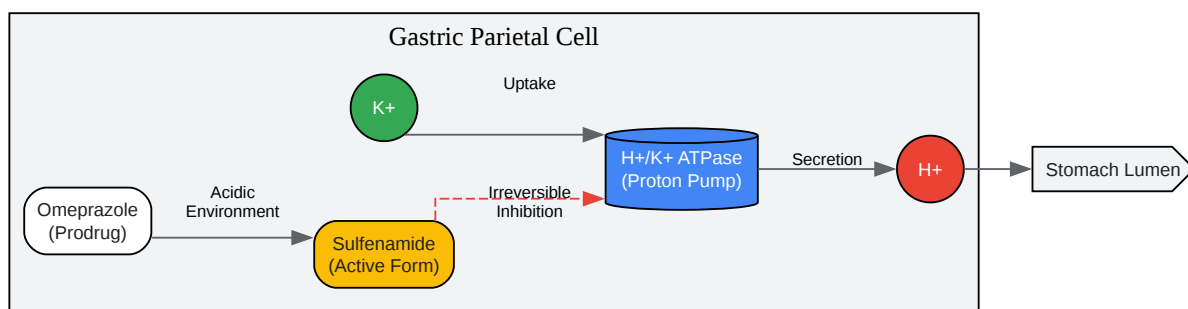 Gastric Parietal Cell
K+
Uptake
H+/K+ ATPase
(Proton Pump)
Secretion
H+
Stomach Lumen
Omeprazole
(Prodrug)
Acidic
Environment
Sulfenamide
(Active Form)
Irreversible
Inhibition